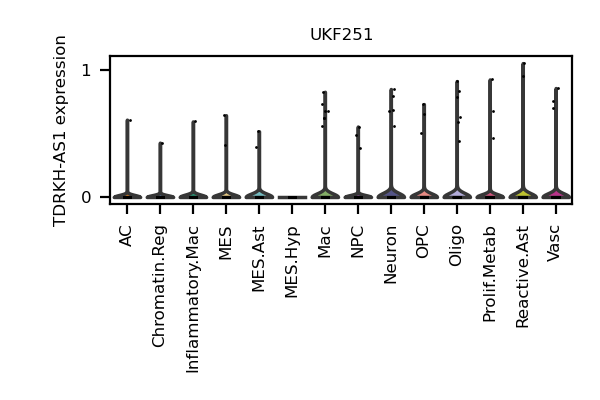 UKF251
TDRKH-AS1 expression
1
0
AC
Chromatin.Reg
Inflammatory.Mac
MES
MES.Ast
MES.Hyp
Mac
NPC
Neuron
OPC
Oligo
Prolif.Metab
Reactive.Ast
Vasc